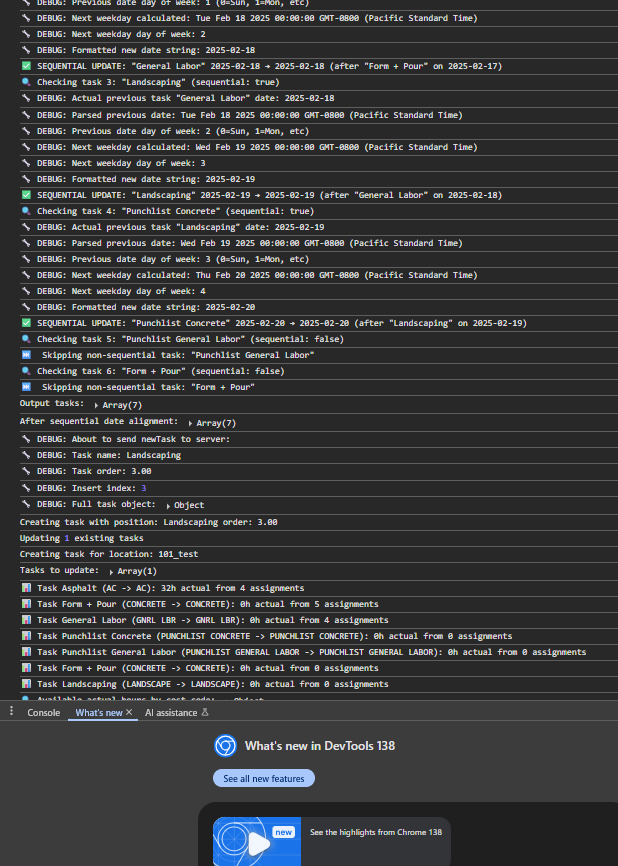 DEBUG: Previous date day of week: 1 (0=Sun, 1=Mon, etc)
DEBUG: Next weekday calculated: Tue Feb 18 2025 00:00:00 GMT-0800 (Pacific Standard Time)
DEBUG: Next weekday day of week: 2
DEBUG: Formatted new date string: 2025-02-18
SEQUENTIAL UPDATE: "General Labor" 2025-02-18 → 2025-02-18 (after "Form + Pour" on 2025-02-17)
Checking task 3: "Landscaping" (sequential: true)
DEBUG: Actual previous task "General Labor" date: 2025-02-18
DEBUG: Parsed previous date: Tue Feb 18 2025 00:00:00 GMT-0800 (Pacific Standard Time)
DEBUG: Previous date day of week: 2 (0=Sun, 1=Mon, etc)
DEBUG: Next weekday calculated: Wed Feb 19 2025 00:00:00 GMT-0800 (Pacific Standard Time)
DEBUG: Next weekday day of week: 3
DEBUG: Formatted new date string: 2025-02-19
SEQUENTIAL UPDATE: "Landscaping" 2025-02-19 → 2025-02-19 (after "General Labor" on 2025-02-18)
Checking task 4: "Punchlist Concrete" (sequential: true)
DEBUG: Actual previous task "Landscaping" date: 2025-02-19
DEBUG: Parsed previous date: Wed Feb 19 2025 00:00:00 GMT-0800 (Pacific Standard Time)
DEBUG: Previous date day of week: 3 (0=Sun, 1=Mon, etc)
DEBUG: Next weekday calculated: Thu Feb 20 2025 00:00:00 GMT-0800 (Pacific Standard Time)
DEBUG: Next weekday day of week: 4
DEBUG: Formatted new date string: 2025-02-20
SEQUENTIAL UPDATE: "Punchlist Concrete" 2025-02-20 → 2025-02-20 (after "Landscaping" on 2025-02-19)
Checking task 5: "Punchlist General Labor" (sequential: false)
Skipping non-sequential task: "Punchlist General Labor"
Checking task 6: "Form + Pour" (sequential: false)
Skipping non-sequential task: "Form + Pour"
Output tasks: Array(7)
After sequential date alignment: Array(7)
DEBUG: About to send newTask to server:
DEBUG: Task name: Landscaping
DEBUG: Task order: 3.00
DEBUG: Insert index: 3
DEBUG: Full task object: Object
Creating task with position: Landscaping order: 3.00
Updating 1 existing tasks
Creating task for location: 101_test
Tasks to update: Array(1)
Task Asphalt (AC -> AC): 32h actual from 4 assignments
Task Form + Pour (CONCRETE -> CONCRETE): 0h actual from 5 assignments
Task General Labor (GNRL LBR -> GNRL LBR): 0h actual from 4 assignments
Task Punchlist Concrete (PUNCHLIST CONCRETE -> PUNCHLIST CONCRETE): 0h actual from 0 assignments
Task Punchlist General Labor (PUNCHLIST GENERAL LABOR -> PUNCHLIST GENERAL LABOR): 0h actual from 0 assignments
Task Form + Pour (CONCRETE -> CONCRETE): 0h actual from 0 assignments
Task Landscaping (LANDSCAPE -> LANDSCAPE): 0h actual from 0 assignments
Available actual hours by cost code: Object
Console What's new AI assistance
What's new in DevTools 138
See all new features
new
See the highlights from Chrome 138